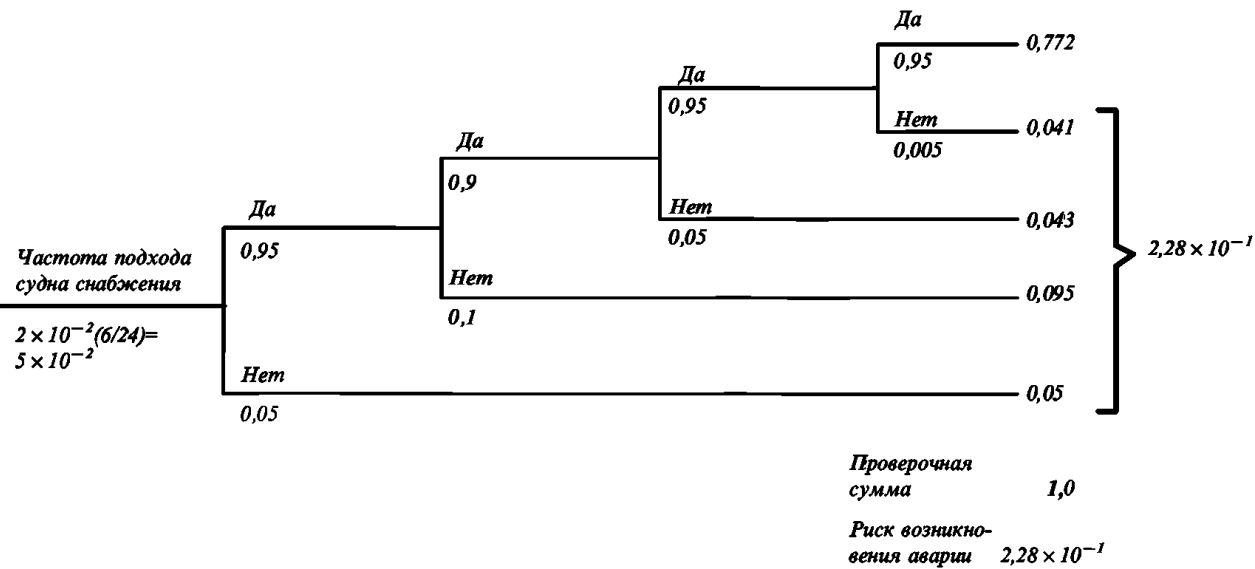 Да
0,772
0,95
Да
0,95
Нет
0,041
0,005
Да
0,9
Нет
0,043
0,05
Да
0,95
Частота подхода
судна снабжения
2,28 × 10⁻¹
Нет
0,095
0,1
2 × 10⁻²(6/24)=
5 × 10⁻²
Нет
0,05
0,05
Проверочная
сумма 1,0
Риск возникно-
вения аварии 2,28 × 10⁻¹